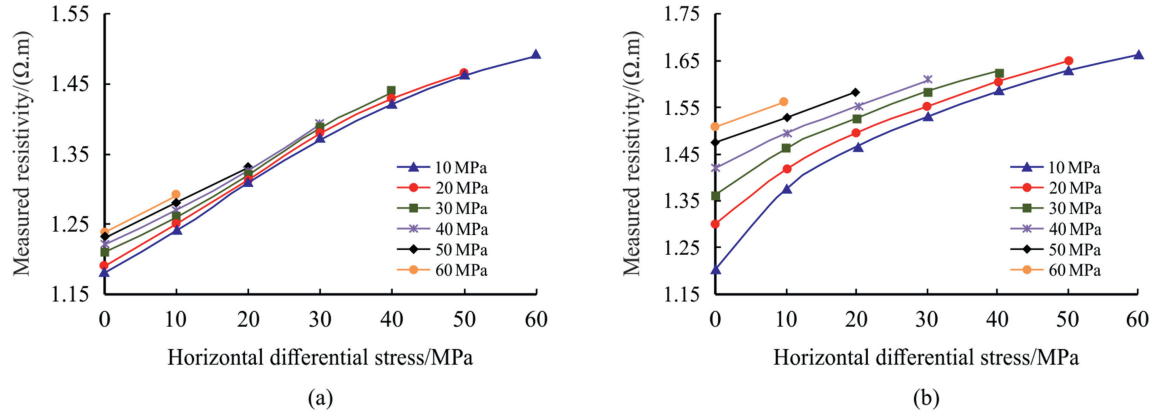 Measured resistivity/(Ω.m)
1.55
1.45
1.35
1.25
1.15
0 10 20 30 40 50 60
Horizontal differential stress/MPa
10 MPa
20 MPa
30 MPa
40 MPa
50 MPa
60 MPa
(a)
Measured resistivity/(Ω.m)
1.75
1.65
1.55
1.45
1.35
1.25
1.15
0 10 20 30 40 50 60
Horizontal differential stress/MPa
10 MPa
20 MPa
30 MPa
40 MPa
50 MPa
60 MPa
(b)